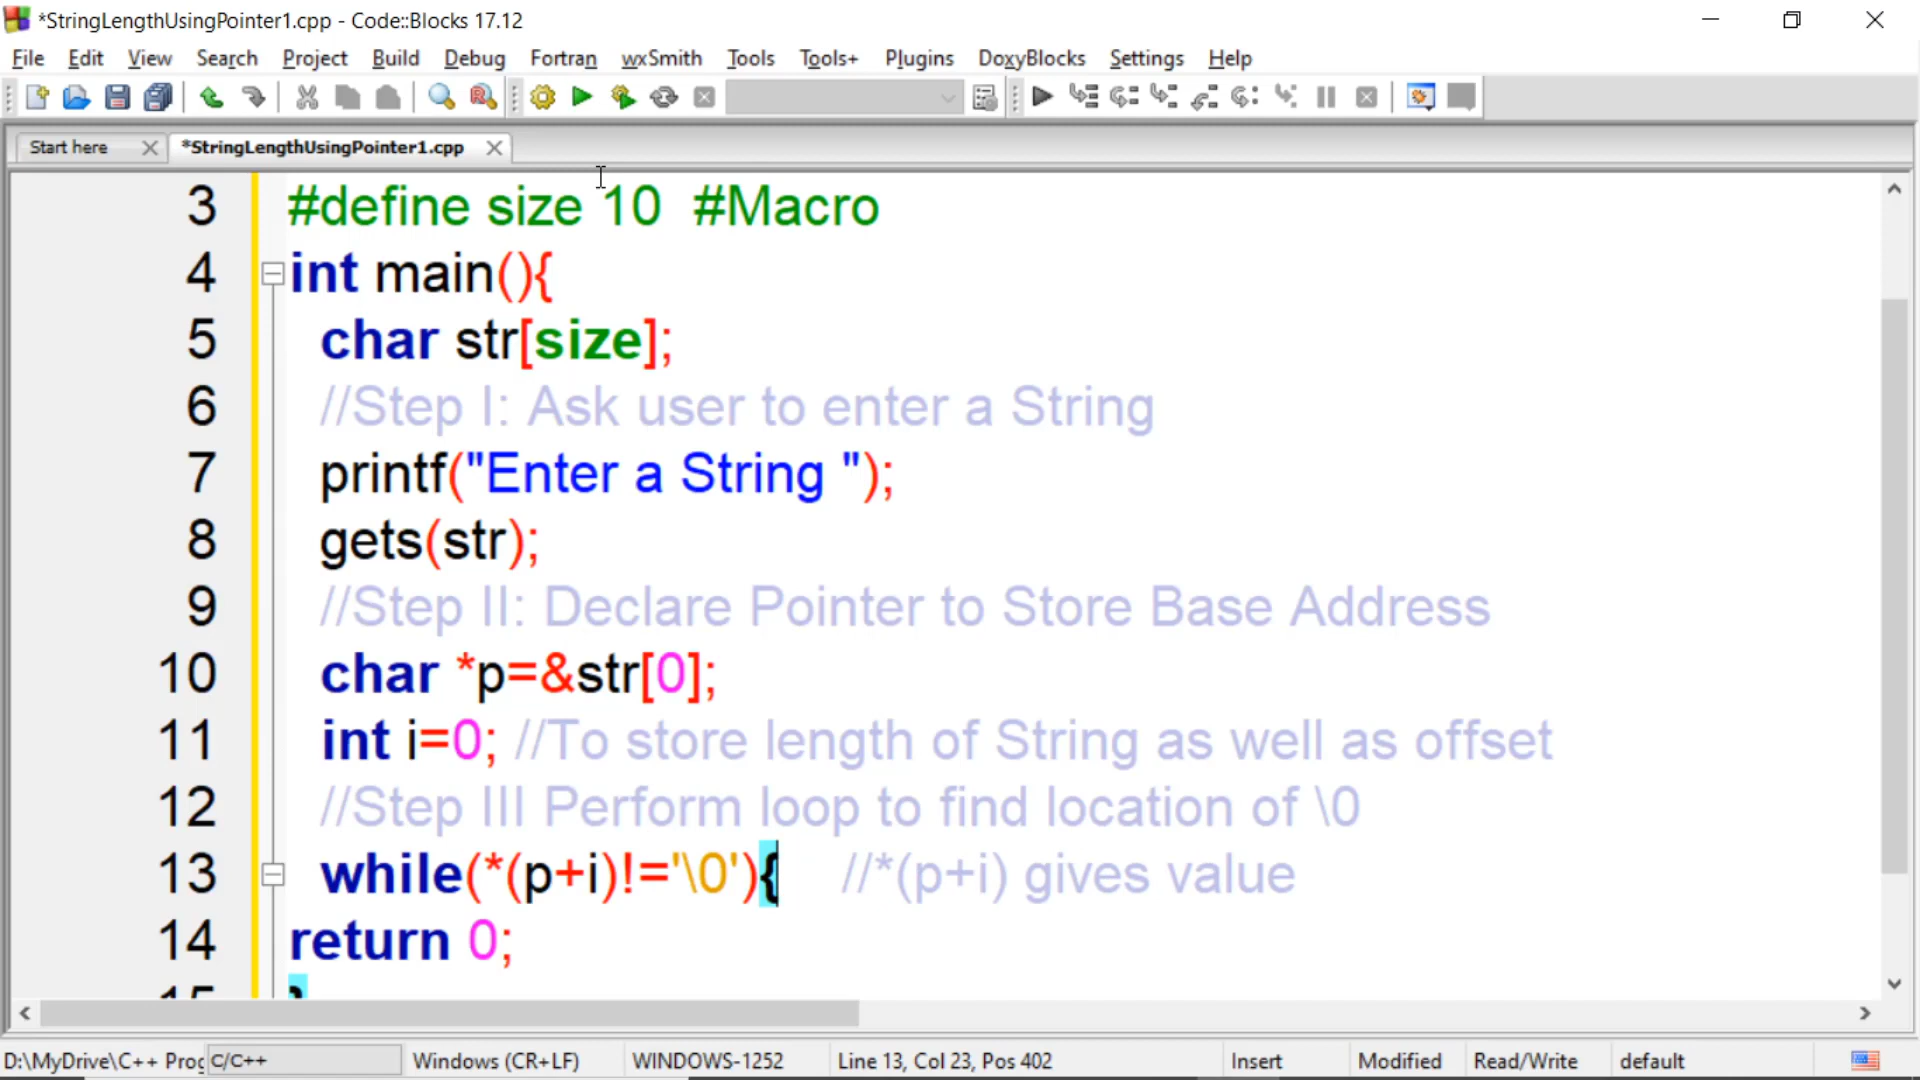 *StringLengthUsingPointer1.cpp - Code::Blocks 17.12
File Edit View Search Project Build Debug Fortran wxSmith Tools Tools+ Plugins DoxyBlocks Settings Help
Start here *StringLengthUsingPointer1.cpp
3 #define size 10 #Macro
4 int main(){
5 char str[size];
6 //Step I: Ask user to enter a String
7 printf("Enter a String ");
8 gets(str);
9 //Step II: Declare Pointer to Store Base Address
10 char *p=&str[0];
11 int i=0; //To store length of String as well as offset
12 //Step III Perform loop to find location of \0
13 while(*(p+i)!='\0'){ //*(p+i) gives value
14 return 0;
15 }
D:\MyDrive\C++ Prog C/C++ Windows (CR+LF) WINDOWS-1252 Line 13, Col 23, Pos 402 Insert Modified Read/Write default